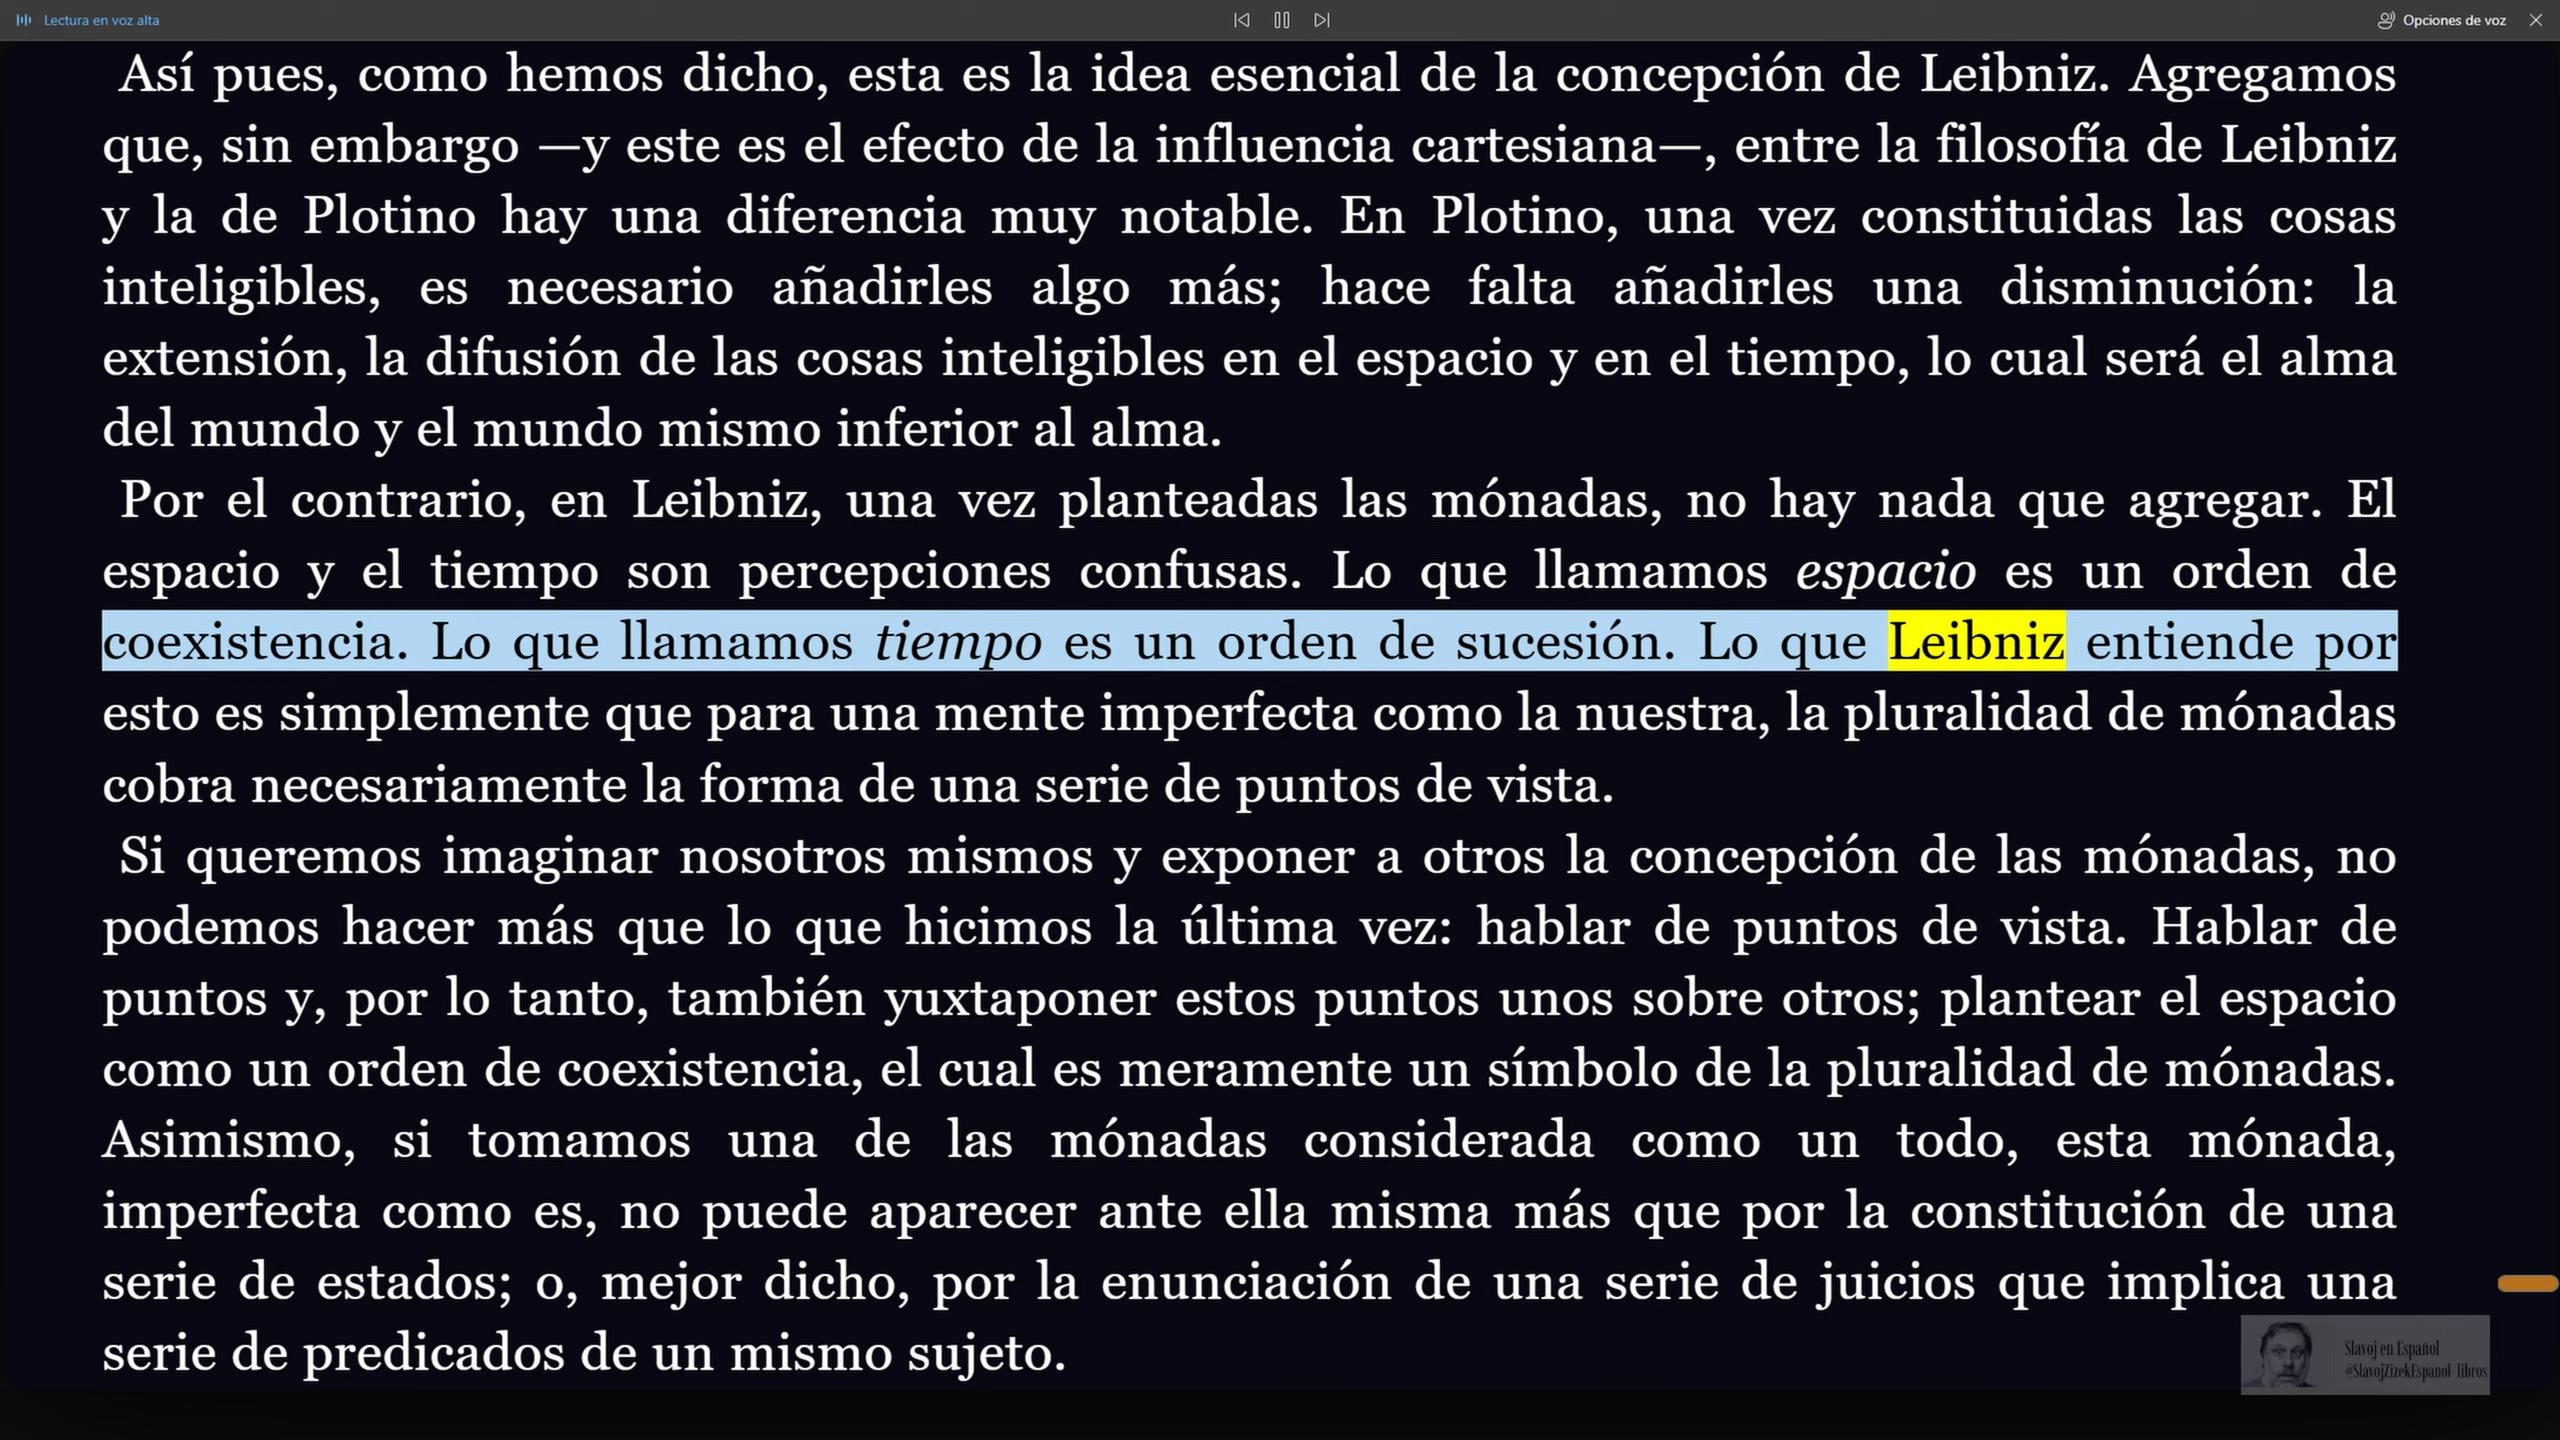 Lectura en voz alta
Opciones de voz
Así pues, como hemos dicho, esta es la idea esencial de la concepción de Leibniz. Agregamos
que, sin embargo —y este es el efecto de la influencia cartesiana—, entre la filosofía de Leibniz
y la de Plotino hay una diferencia muy notable. En Plotino, una vez constituidas las cosas
inteligibles, es necesario añadirles algo más; hace falta añadirles una disminución: la
extensión, la difusión de las cosas inteligibles en el espacio y en el tiempo, lo cual será el alma
del mundo y el mundo mismo inferior al alma.
Por el contrario, en Leibniz, una vez planteadas las mónadas, no hay nada que agregar. El
espacio y el tiempo son percepciones confusas. Lo que llamamos espacio es un orden de
coexistencia. Lo que llamamos tiempo es un orden de sucesión. Lo que Leibniz entiende por
esto es simplemente que para una mente imperfecta como la nuestra, la pluralidad de mónadas
cobra necesariamente la forma de una serie de puntos de vista.
Si queremos imaginar nosotros mismos y exponer a otros la concepción de las mónadas, no
podemos hacer más que lo que hicimos la última vez: hablar de puntos de vista. Hablar de
puntos y, por lo tanto, también yuxtaponer estos puntos unos sobre otros; plantear el espacio
como un orden de coexistencia, el cual es meramente un símbolo de la pluralidad de mónadas.
Asimismo, si tomamos una de las mónadas considerada como un todo, esta mónada,
imperfecta como es, no puede aparecer ante ella misma más que por la constitución de una
serie de estados; o, mejor dicho, por la enunciación de una serie de juicios que implica una
serie de predicados de un mismo sujeto.
Slavoj en Español
@SlavojZizekEspanol-libros